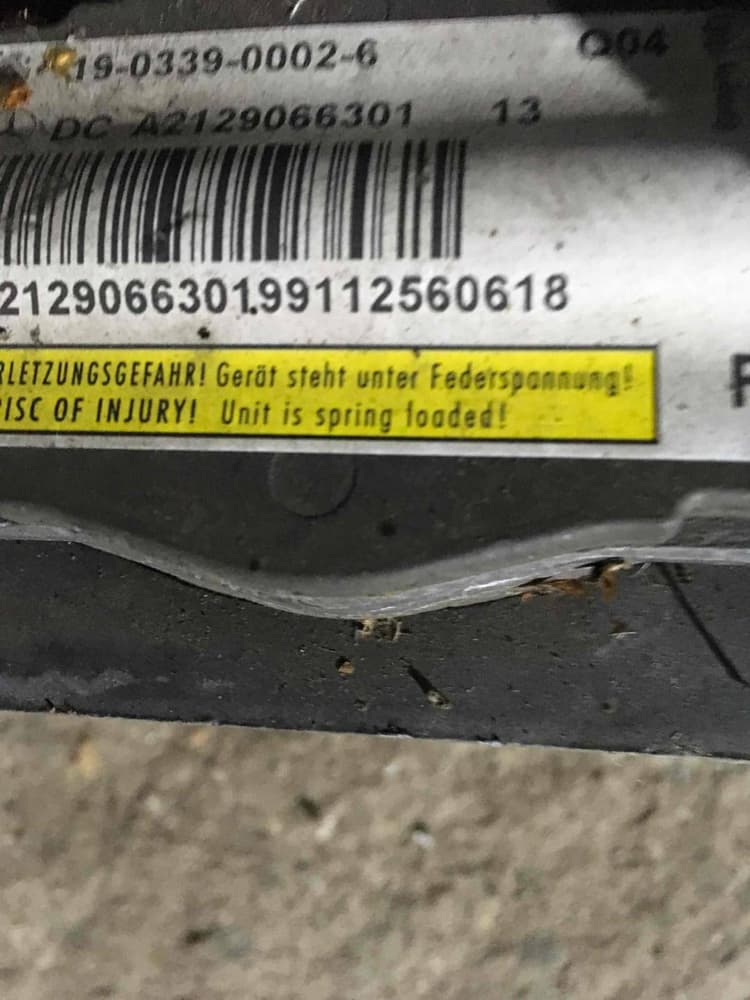 19-0339-0002-6 Q04
DC A2129066301 13
2129066301.99112560618
RLETZUNGSGEFAHR! Gerät steht unter Federspannung!
RISC OF INJURY! Unit is spring loaded!